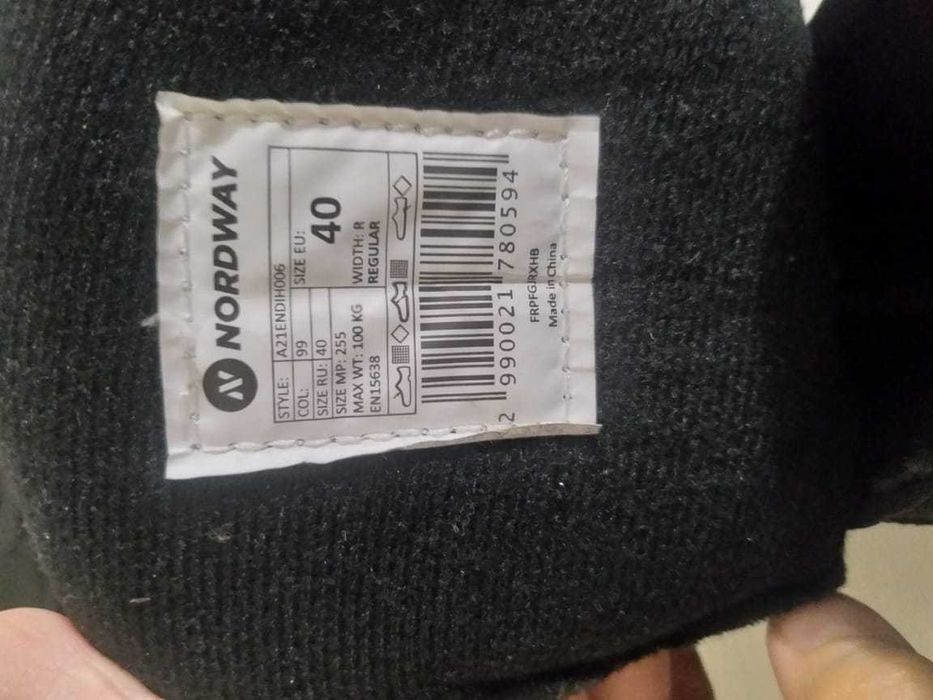 NORDWAY
STYLE: A21ENDIH006
COL: 99
SIZE RU: 40
SIZE EU:
40
SIZE MP: 255
MAX WT: 100 KG
WIDTH: R
EN15638
REGULAR
2 990021 780594
FRPFGIRXHB
Made in China